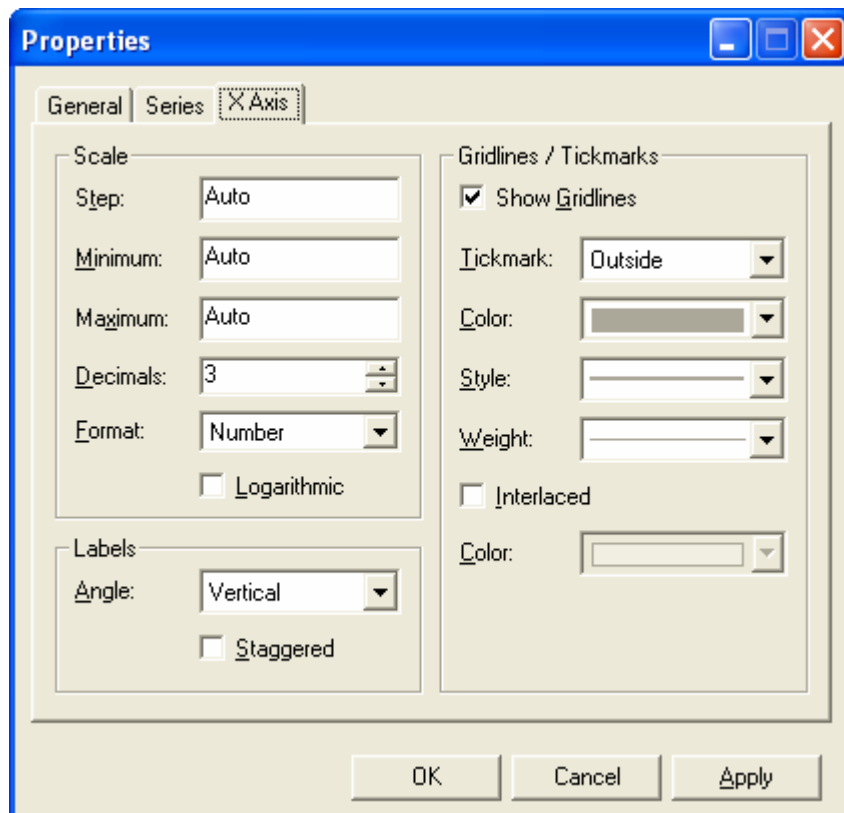 Properties
General Series X Axis
Scale
Step: Auto
Minimum: Auto
Maximum: Auto
Decimals: 3
Format: Number
Logarithmic
Labels
Angle: Vertical
Staggered
Gridlines / Tickmarks
Show Gridlines
Tickmark: Outside
Color:
Style:
Weight:
Interlaced
Color:
OK Cancel Apply